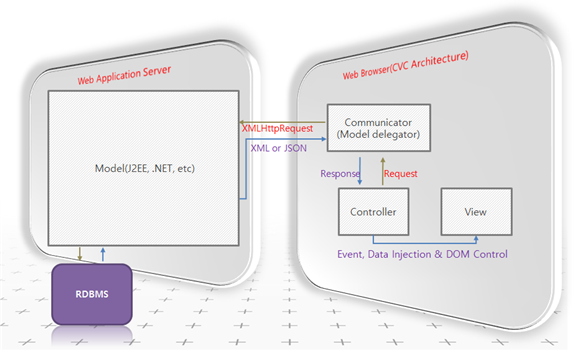 Web Application Server
Model(J2EE, .NET, etc)
RDBMS
Web Browser(CVC Architecture)
XMLHttpRequest
XML or JSON
Communicator
(Model delegator)
Response
Request
Controller
View
Event, Data Injection & DOM Control